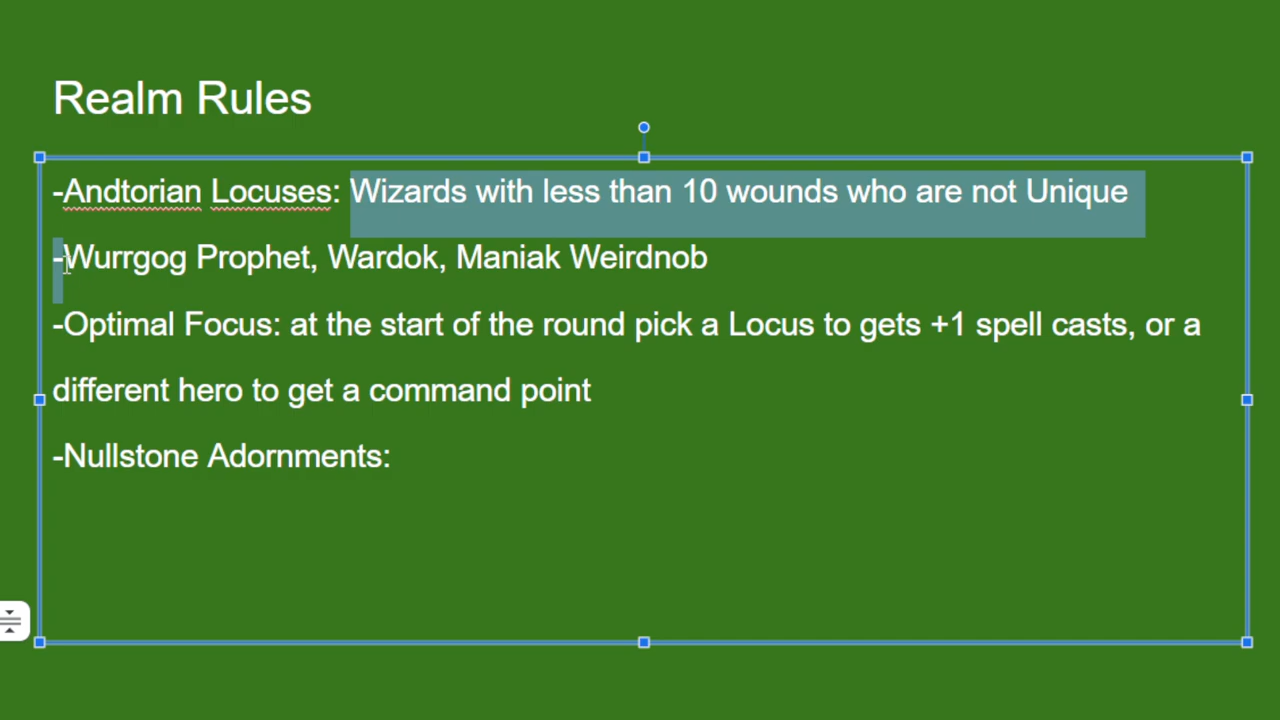 Realm Rules
-Andtorian Locuses: Wizards with less than 10 wounds who are not Unique
-Wurrgog Prophet, Wardok, Maniak Weirdnob
-Optimal Focus: at the start of the round pick a Locus to gets +1 spell casts, or a
different hero to get a command point
-Nullstone Adornments: